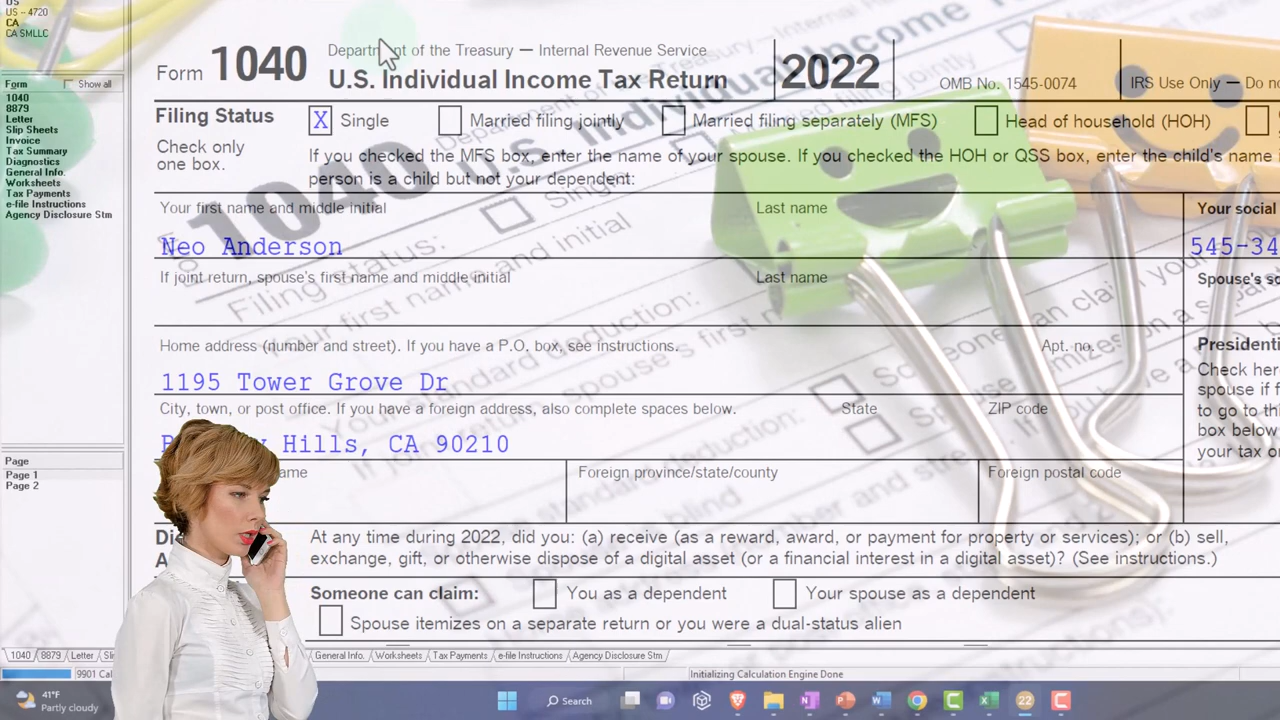 US
US -- 4720
CA
CA SMLLC
Form Show all
1040
8879
Letter
Slip Sheets
Invoice
Tax Summary
Diagnostics
General Info.
Worksheets
Tax Payments
e-file Instructions
Agency Disclosure Stm
Page
Page 1
Page 2
Form 1040
Department of the Treasury — Internal Revenue Service
U.S. Individual Income Tax Return
2022
OMB No. 1545-0074
IRS Use Only — Do no
Filing Status
Check only
one box.
X Single Married filing jointly Married filing separately (MFS) Head of household (HOH)
If you checked the MFS box, enter the name of your spouse. If you checked the HOH or QSS box, enter the child's name i
person is a child but not your dependent:
Your first name and middle initial Last name Your social
Neo Anderson 545-34
If joint return, spouse's first name and middle initial Last name Spouse's so
Home address (number and street). If you have a P.O. box, see instructions. Apt. no. Presidenti
1195 Tower Grove Dr
Check here
spouse if f
to go to th
box below
your tax or
City, town, or post office. If you have a foreign address, also complete spaces below. State ZIP code
Hills, CA 90210
name Foreign province/state/county Foreign postal code
At any time during 2022, did you: (a) receive (as a reward, award, or payment for property or services); or (b) sell,
exchange, gift, or otherwise dispose of a digital asset (or a financial interest in a digital asset)? (See instructions.)
Someone can claim: You as a dependent Your spouse as a dependent
Spouse itemizes on a separate return or you were a dual-status alien
1040 8879 Letter Sli General Info. Worksheets Tax Payments e-file Instructions Agency Disclosure Stm
9901 Cal Initializing Calculation Engine Done
41°F
Partly cloudy
Search
22